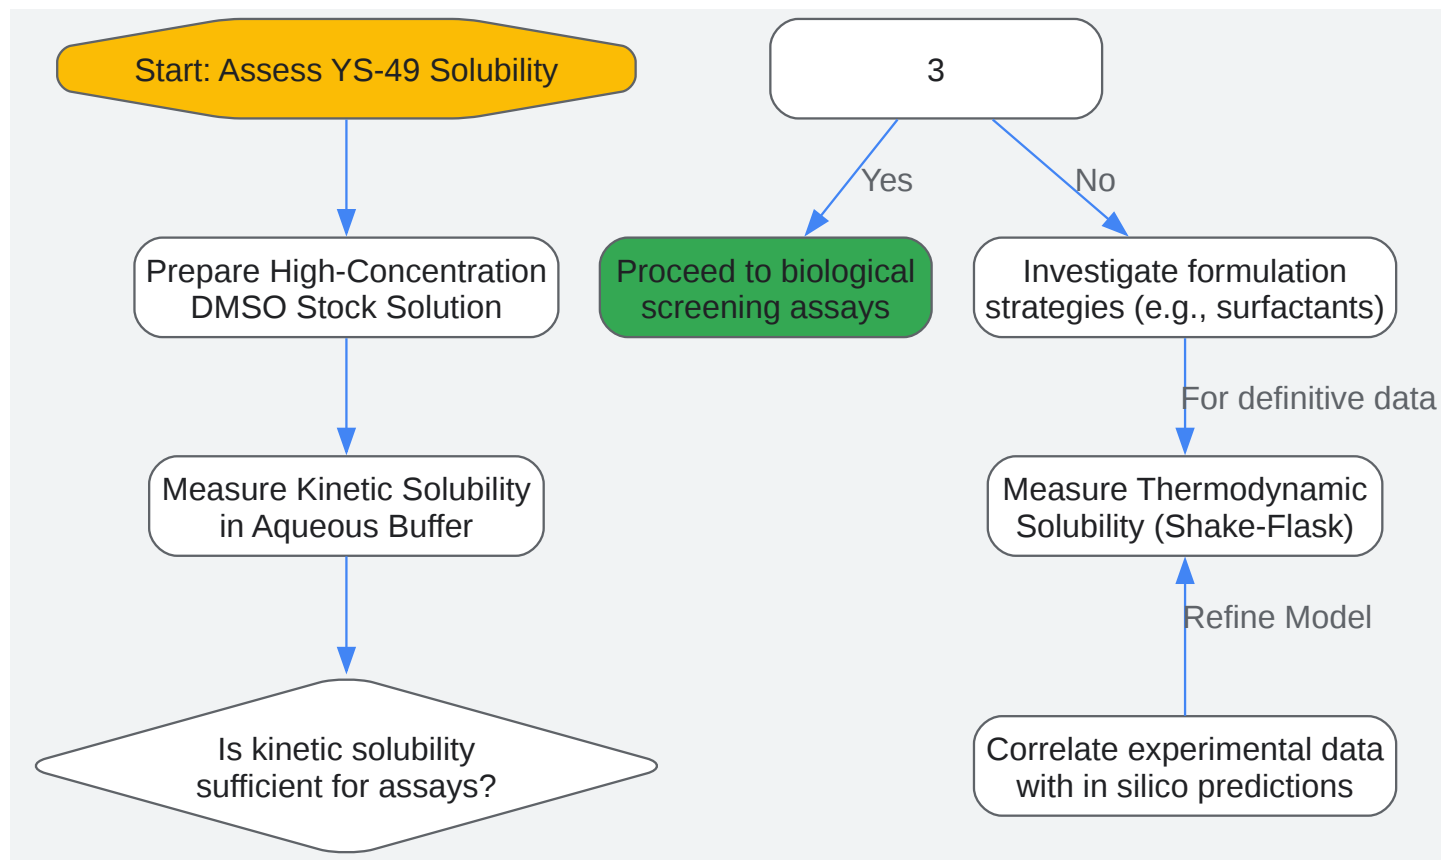 Start: Assess YS-49 Solubility
Prepare High-Concentration
DMSO Stock Solution
Measure Kinetic Solubility
in Aqueous Buffer
Is kinetic solubility
sufficient for assays?
3
Yes
No
Proceed to biological
screening assays
Investigate formulation
strategies (e.g., surfactants)
For definitive data
Measure Thermodynamic
Solubility (Shake-Flask)
Refine Model
Correlate experimental data
with in silico predictions